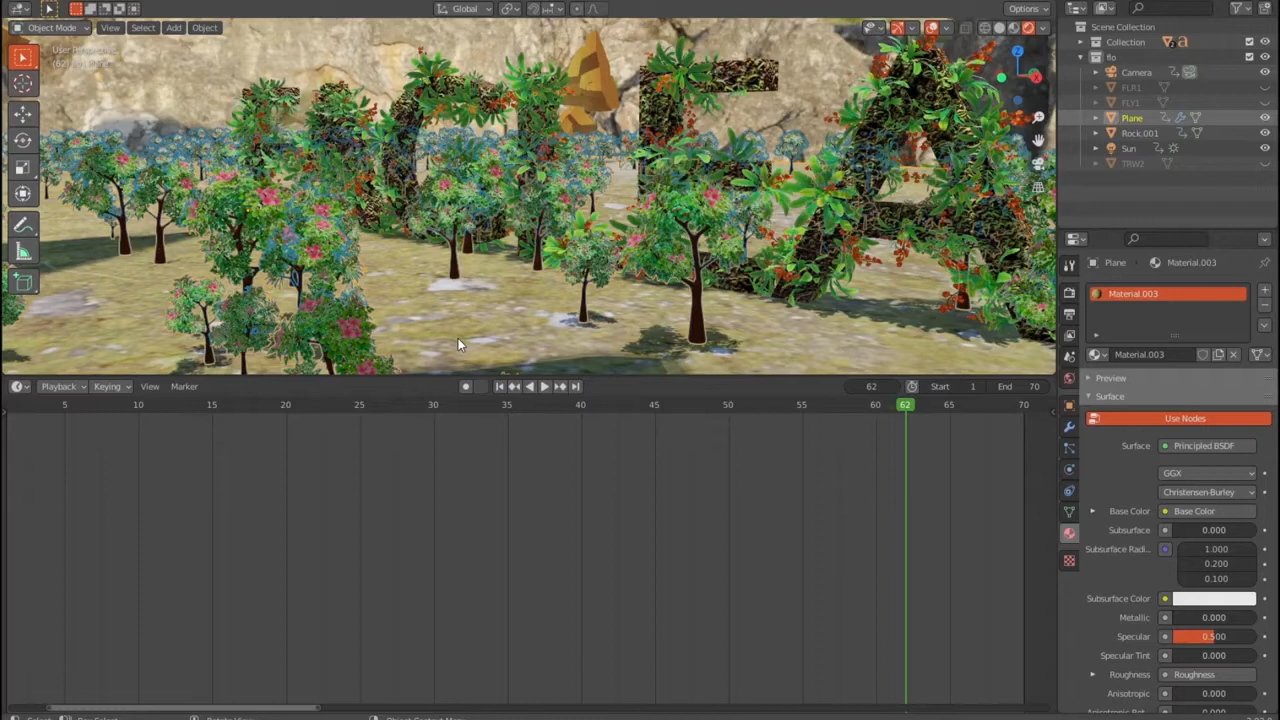 Global
Options
Object Mode
View
Select
Add
Object
User Perspective
Scene Collection
Collection
flo
Camera
FLR1
FLY1
Plane
Rock.001
Sun
TRW2
Plane
Material.003
Material.003
Material.003
Playback
Keying
View
Marker
62
Start
1
End
70
5
10
15
20
25
30
35
40
45
50
55
60
62
65
70
Preview
Surface
Use Nodes
Surface
Principled BSDF
GGX
Christensen-Burley
Base Color
Base Color
Subsurface
0.000
Subsurface Radi..
1.000
0.200
0.100
Subsurface Color
Metallic
0.000
Specular
0.500
Specular Tint
0.000
Roughness
Roughness
Anisotropic
0.000